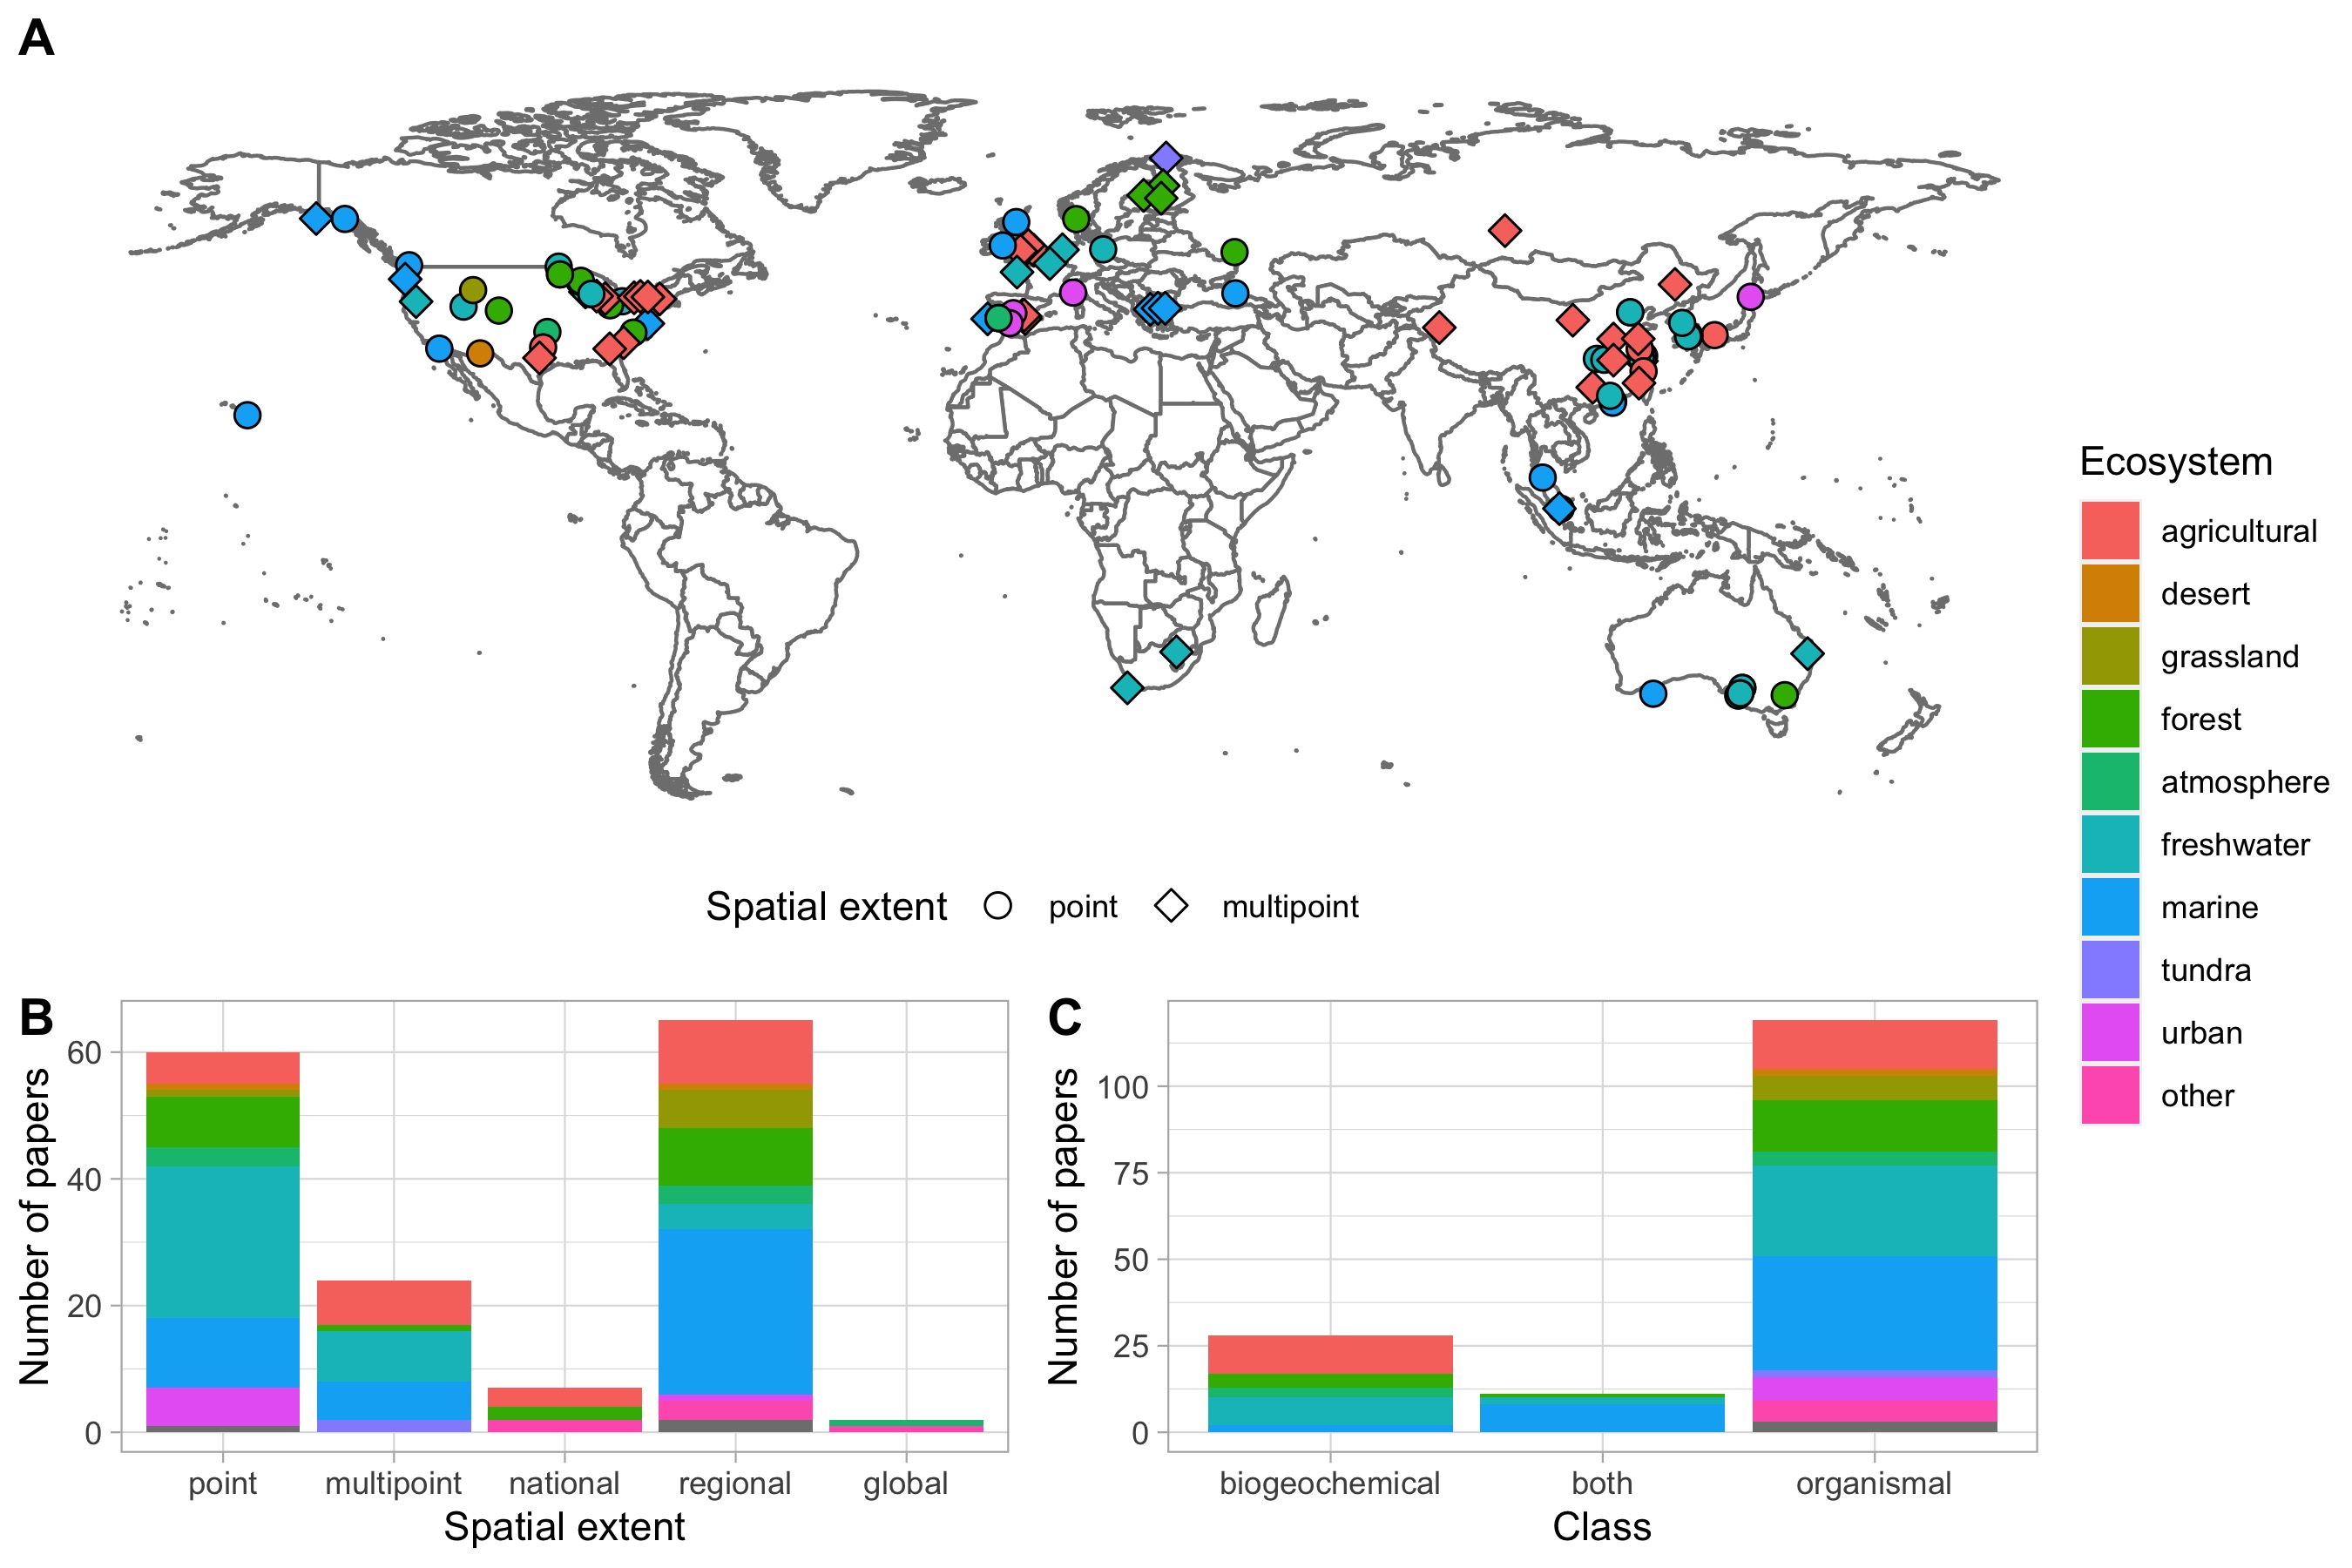 A
Ecosystem
agricultural
desert
grassland
forest
atmosphere
freshwater
marine
tundra
urban
other
Spatial extent point multipoint
B
Number of papers
60
40
20
0
point multipoint national regional global
Spatial extent
C
Number of papers
100
75
50
25
0
biogeochemical both organismal
Class